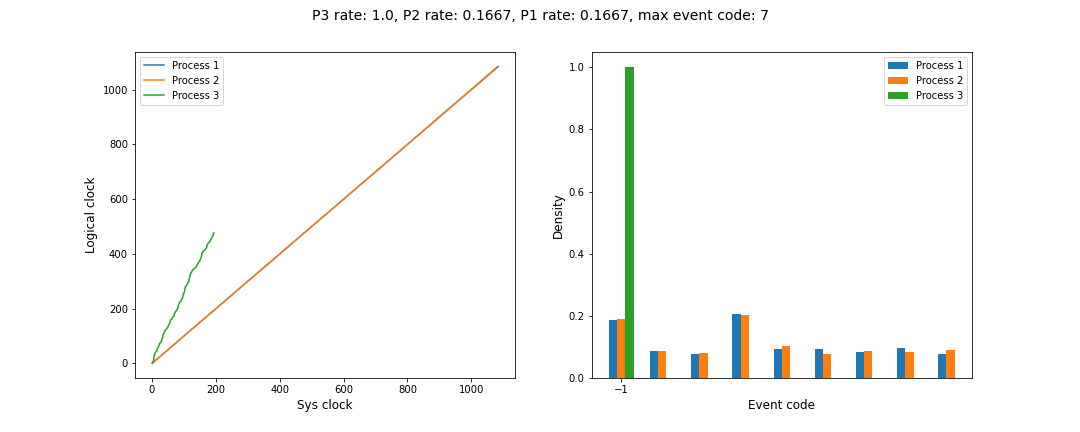 P3 rate: 1.0, P2 rate: 0.1667, P1 rate: 0.1667, max event code: 7
Process 1
Process 2
Process 3
1000
800
600
400
200
0
Logical clock
0 200 400 600 800 1000
Sys clock
Process 1
Process 2
Process 3
1.0
0.8
0.6
0.4
0.2
0.0
Density
−1
Event code